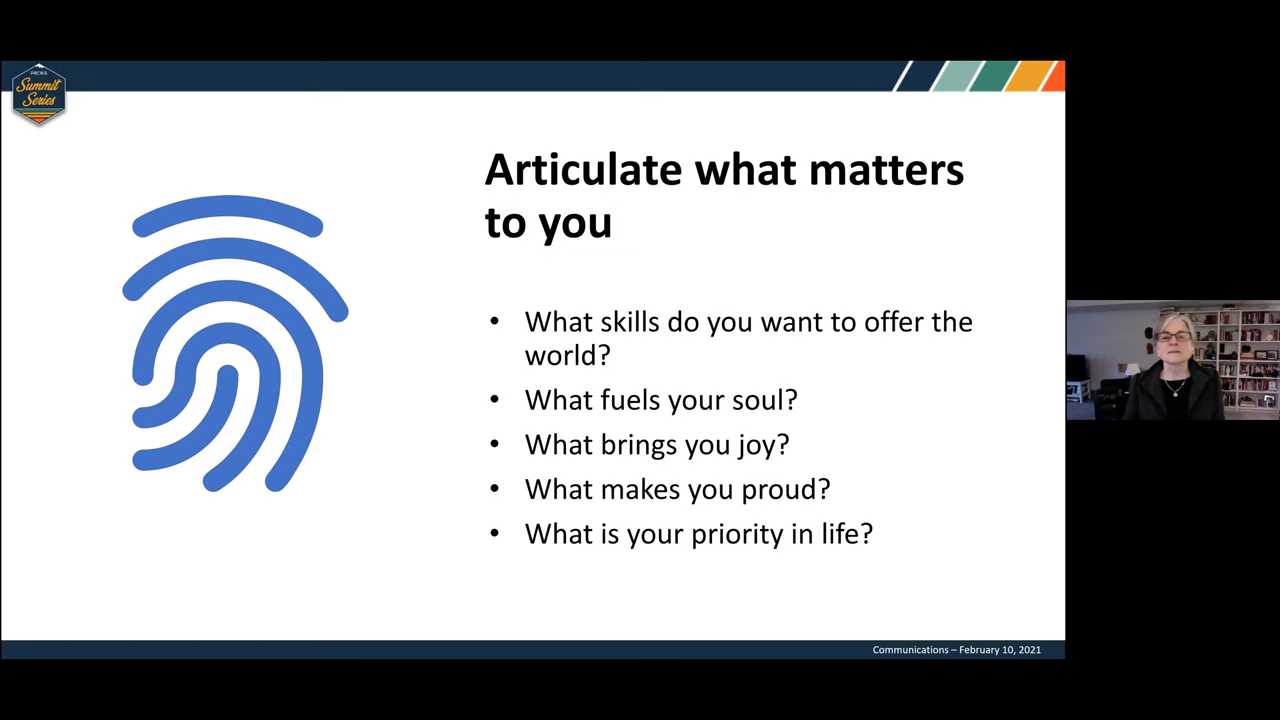 PNCWA
Summit
Series
Articulate what matters
to you
• What skills do you want to offer the
world?
• What fuels your soul?
• What brings you joy?
• What makes you proud?
• What is your priority in life?
Communications – February 10, 2021